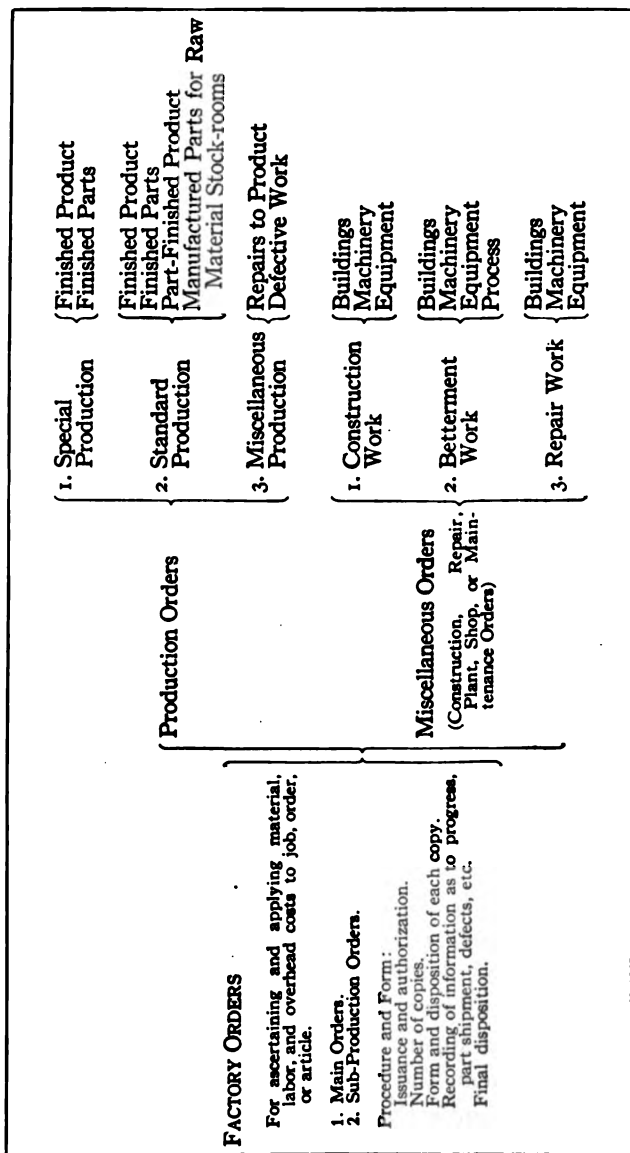 FACTORY ORDERS
For ascertaining and applying material,
labor, and overhead costs to job, order,
or article.
1. Main Orders.
2. Sub-Production Orders.
Procedure and Form:
Issuance and authorization.
Number of copies.
Form and disposition of each copy.
Recording of information as to progress,
part shipment, defects, etc.
Final disposition.
Production Orders
1. Special
Production
Finished Product
Finished Parts
2. Standard
Production
Finished Product
Finished Parts
Part-Finished Product
Manufactured Parts for Raw
Material Stock-rooms
3. Miscellaneous
Production
Repairs to Product
Defective Work
Miscellaneous Orders
(Construction, Repair,
Plant, Shop, or Main-
tenance Orders)
1. Construction
Work
Buildings
Machinery
Equipment
2. Betterment
Work
Buildings
Machinery
Equipment
Process
3. Repair Work
Buildings
Machinery
Equipment